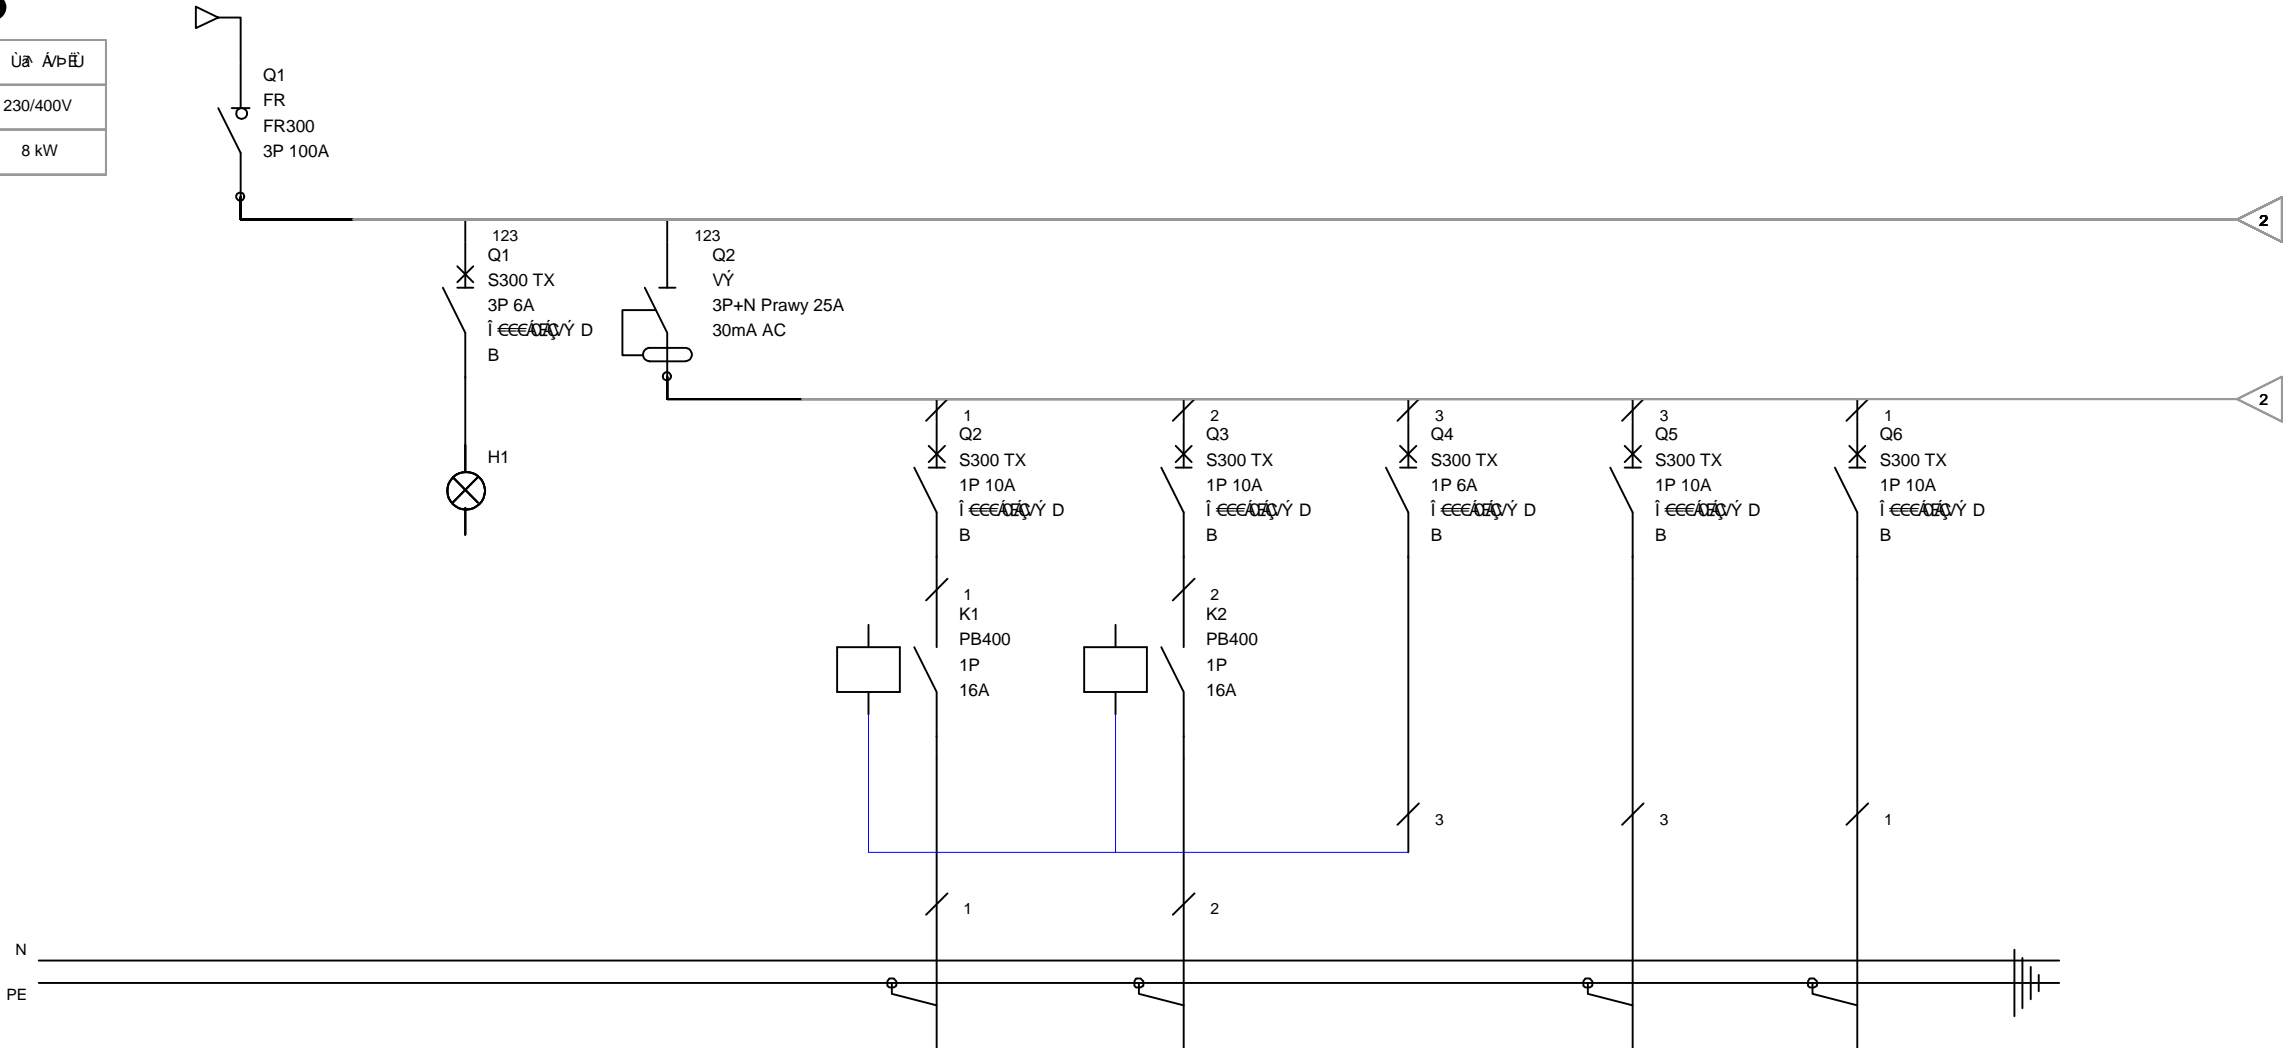 230/400V
8 kW
Q1
FR
FR300
3P 100A
2
123
Q1
S300 TX
3P 6A
B
123
Q2
VÝ
3P+N Prawy 25A
30mA AC
H1
2
1
Q2
S300 TX
1P 10A
B
2
Q3
S300 TX
1P 10A
B
3
Q4
S300 TX
1P 6A
B
3
Q5
S300 TX
1P 10A
B
1
Q6
S300 TX
1P 10A
B
1
K1
PB400
1P
16A
2
K2
PB400
1P
16A
3
3
1
1
2
N
PE